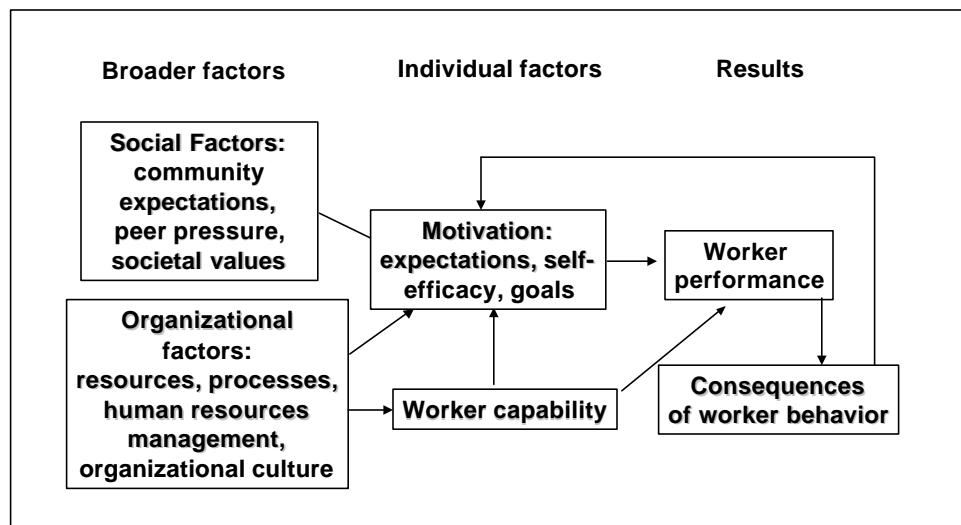 Broader factors
Individual factors
Results
Social Factors:
community
expectations,
peer pressure,
societal values
Motivation:
expectations, self-
efficacy, goals
Worker
performance
Organizational
factors:
resources, processes,
human resources
management,
organizational culture
Worker capability
Consequences
of worker behavior